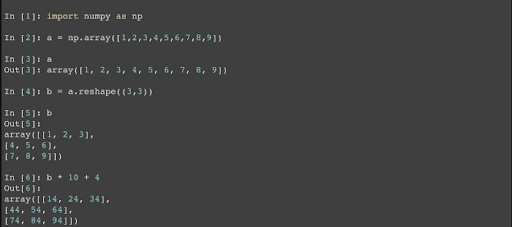 In [1]: import numpy as np
In [2]: a = np.array([1,2,3,4,5,6,7,8,9])
In [3]: a
Out[3]: array([1, 2, 3, 4, 5, 6, 7, 8, 9])
In [4]: b = a.reshape((3,3))
In [5]: b
Out[5]:
array([[1, 2, 3],
[4, 5, 6],
[7, 8, 9]])
In [6]: b * 10 + 4
Out[6]:
array([[14, 24, 34],
[44, 54, 64],
[74, 84, 94]])